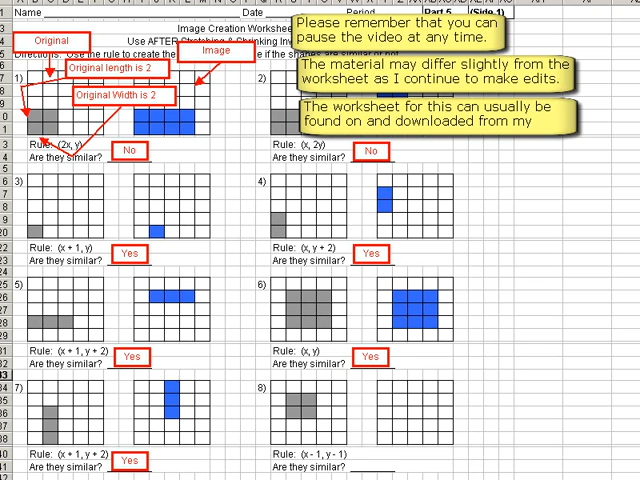 Name Date Period Part 5 (Side 1)
Image Creation Workshee
Original
Image
Use AFTER Stretching & Shrinking In
Directions: Use the rule to create the if the shapes are similar or not.
Please remember that you can
pause the video at any time.
The material may differ slightly from the
worksheet as I continue to make edits.
The worksheet for this can usually be
found on and downloaded from my
1)
Original length is 2
Original Width is 2
2)
Rule: (2x, y)
Are they similar? No
Rule: (x, 2y)
Are they similar? No
3)
4)
Rule: (x + 1, y)
Are they similar? Yes
Rule: (x, y + 2)
Are they similar? Yes
5)
6)
Rule: (x + 1, y + 2)
Are they similar? Yes
Rule: (x, y)
Are they similar? Yes
7)
8)
Rule: (x + 1, y + 2)
Are they similar? Yes
Rule: (x - 1, y - 1)
Are they similar?